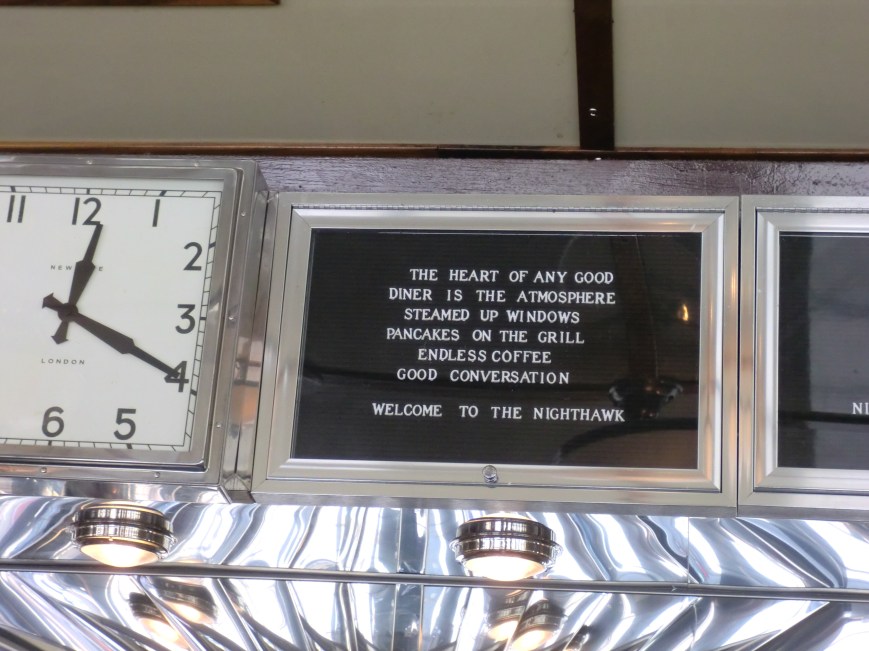 11 12 1
2
3
4
5
6
LONDON
THE HEART OF ANY GOOD
DINER IS THE ATMOSPHERE
STEAMED UP WINDOWS
PANCAKES ON THE GRILL
ENDLESS COFFEE
GOOD CONVERSATION
WELCOME TO THE NIGHTHAWK